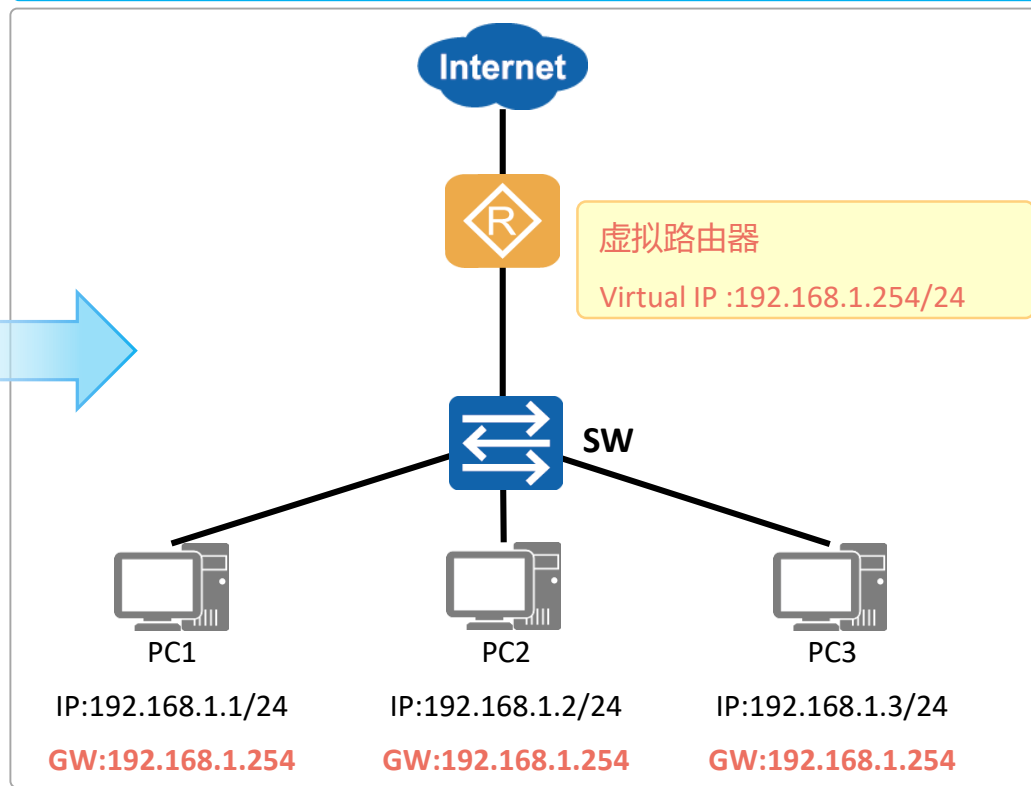 Internet
R
虚拟路由器
Virtual IP :192.168.1.254/24
SW
PC1
PC2
PC3
IP:192.168.1.1/24
IP:192.168.1.2/24
IP:192.168.1.3/24
GW:192.168.1.254
GW:192.168.1.254
GW:192.168.1.254